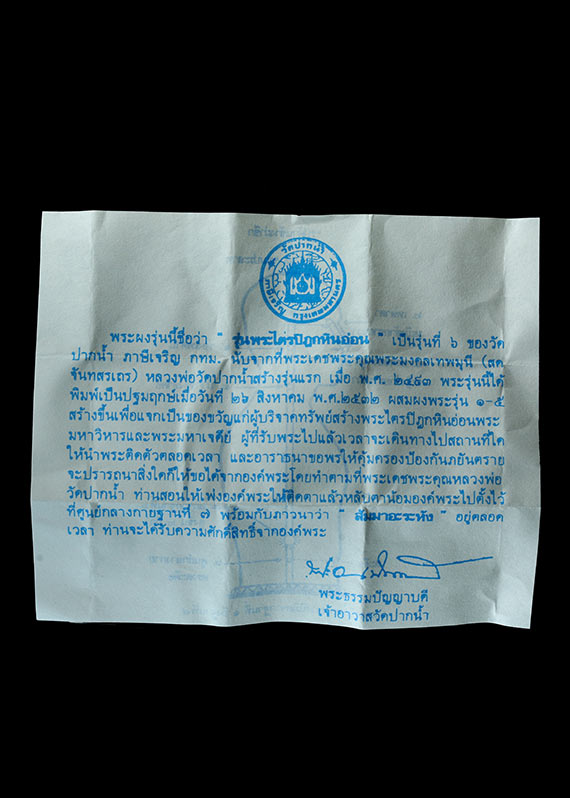 วัดปากน้ำ
ภาษีเจริญ กรุงเทพมหานคร
พระผงรุ่นนี้ชื่อว่า " รุ่นพระไตรปิฎกหินอ่อน " เป็นรุ่นที่ ๖ ของวัด
ปากน้ำ ภาษีเจริญ กทม. นับจากที่พระเดชพระคุณพระมงคลเทพมุนี (สด
จันทสรเถร) หลวงพ่อวัดปากน้ำสร้างรุ่นแรก เมื่อ พ.ศ. ๒๔๙๓ พระรุ่นนี้ได้
พิมพ์เป็นปฐมฤกษ์เมื่อวันที่ ๒๖ สิงหาคม พ.ศ.๒๕๓๒ ผสมผงพระรุ่น ๑-๕
สร้างขึ้นเพื่อแจกเป็นของขวัญแก่ผู้บริจาคทรัพย์สร้างพระไตรปิฎกหินอ่อนพระ
มหาวิหารและพระมหาเจดีย์ ผู้ที่รับพระไปแล้วเวลาจะเดินทางไปสถานที่ใด
ให้นำพระติดตัวตลอดเวลา และอาราธนาขอพรให้คุ้มครองป้องกันภยันตราย
จะปรารถนาสิ่งใดก็ให้ขอได้จากองค์พระโดยทำตามที่พระเดชพระคุณหลวงพ่อ
วัดปากน้ำ ท่านสอนให้เพ่งองค์พระให้ติดตาแล้วหลับตาน้อมองค์พระไปตั้งไว้
ที่ศูนย์กลางกายฐานที่ ๗ พร้อมกับภาวนาว่า " สัมมาอะระหัง " อยู่ตลอด
เวลา ท่านจะได้รับความศักดิ์สิทธิ์จากองค์พระ
พระธรรมปัญญาบดี
เจ้าอาวาสวัดปากน้ำ